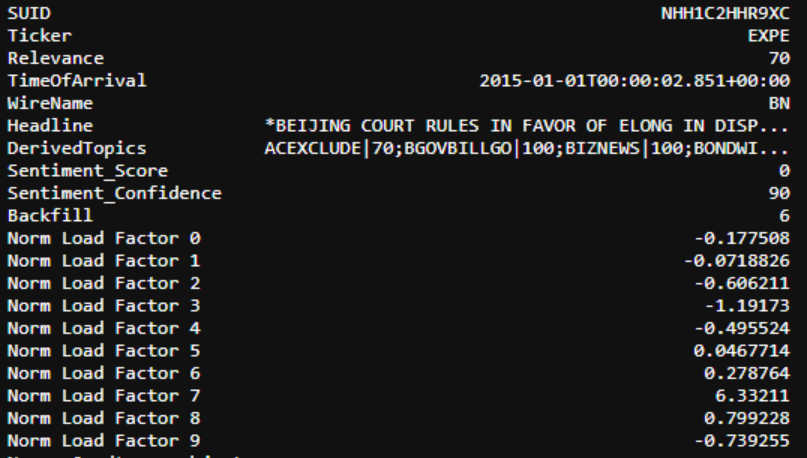 SUID NHH1C2HHR9XC
Ticker EXPE
Relevance 70
TimeOfArrival 2015-01-01T00:00:02.851+00:00
WireName BN
Headline *BEIJING COURT RULES IN FAVOR OF ELONG IN DISP...
DerivedTopics ACEXCLUDE|70;BGOVBILLGO|100;BIZNEWS|100;BONDWI...
Sentiment_Score 0
Sentiment_Confidence 90
Backfill 6
Norm Load Factor 0 -0.177508
Norm Load Factor 1 -0.0718826
Norm Load Factor 2 -0.606211
Norm Load Factor 3 -1.19173
Norm Load Factor 4 -0.495524
Norm Load Factor 5 0.0467714
Norm Load Factor 6 0.278764
Norm Load Factor 7 6.33211
Norm Load Factor 8 0.799228
Norm Load Factor 9 -0.739255